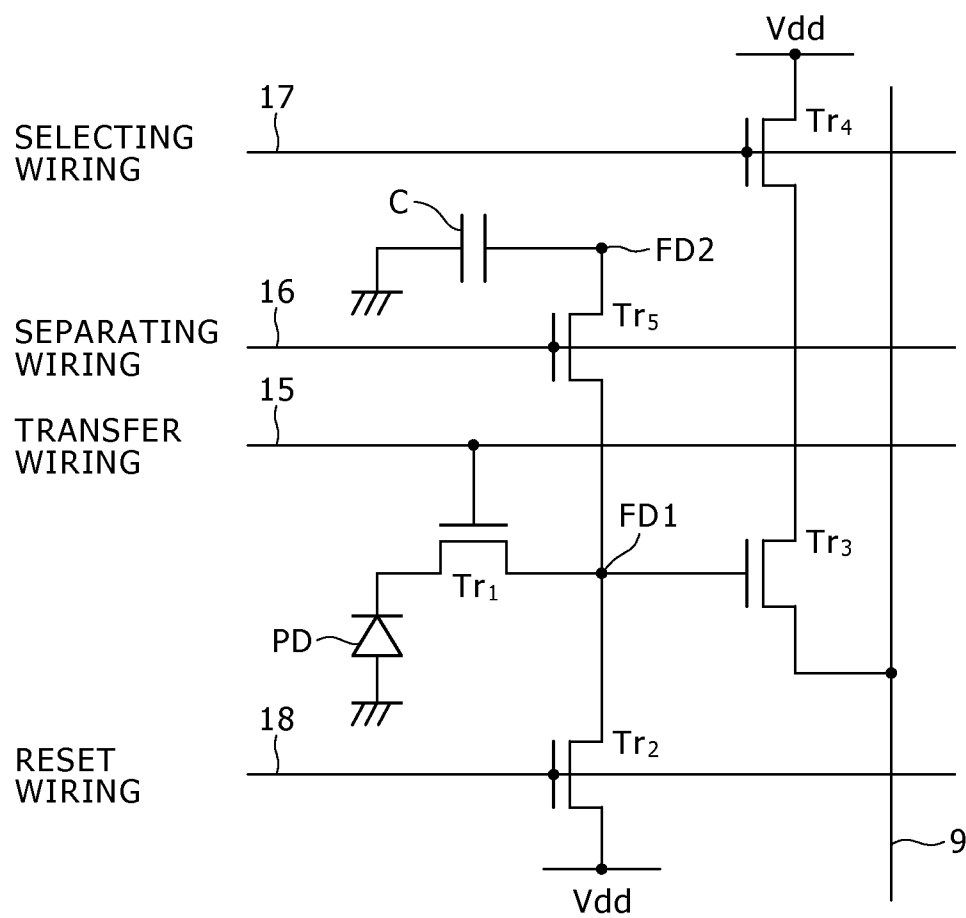 Vdd
17
SELECTING
WIRING
Tr4
C
FD2
16
SEPARATING
WIRING
Tr5
15
TRANSFER
WIRING
FD1
Tr3
Tr1
PD
18
RESET
WIRING
Tr2
9
Vdd